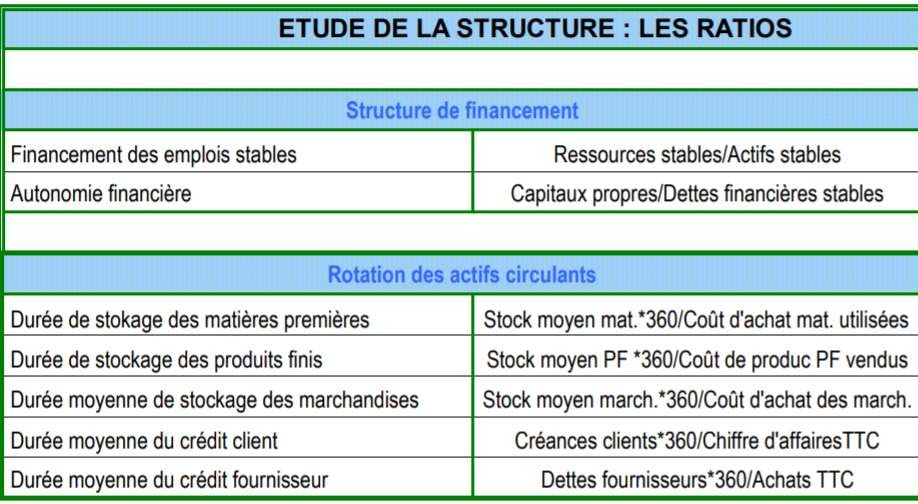 ETUDE DE LA STRUCTURE : LES RATIOS
Structure de financement
Financement des emplois stables Ressources stables/Actifs stables
Autonomie financière Capitaux propres/Dettes financières stables
Rotation des actifs circulants
Durée de stokage des matières premières Stock moyen mat.*360/Coût d'achat mat. utilisées
Durée de stockage des produits finis Stock moyen PF *360/Coût de produc PF vendus
Durée moyenne de stockage des marchandises Stock moyen march.*360/Coût d'achat des march.
Durée moyenne du crédit client Créances clients*360/Chiffre d'affairesTTC
Durée moyenne du crédit fournisseur Dettes fournisseurs*360/Achats TTC